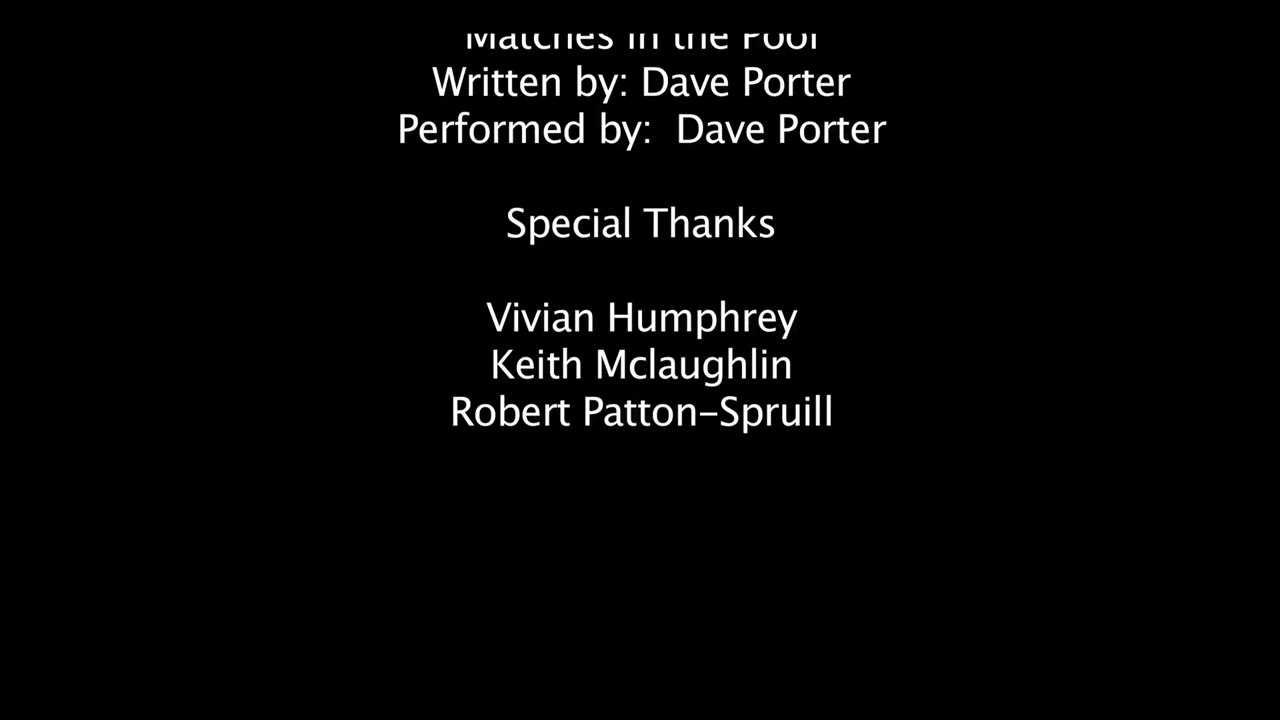 Matches in the Pool
Written by: Dave Porter
Performed by:  Dave Porter
Special Thanks
Vivian Humphrey
Keith Mclaughlin
Robert Patton-Spruill